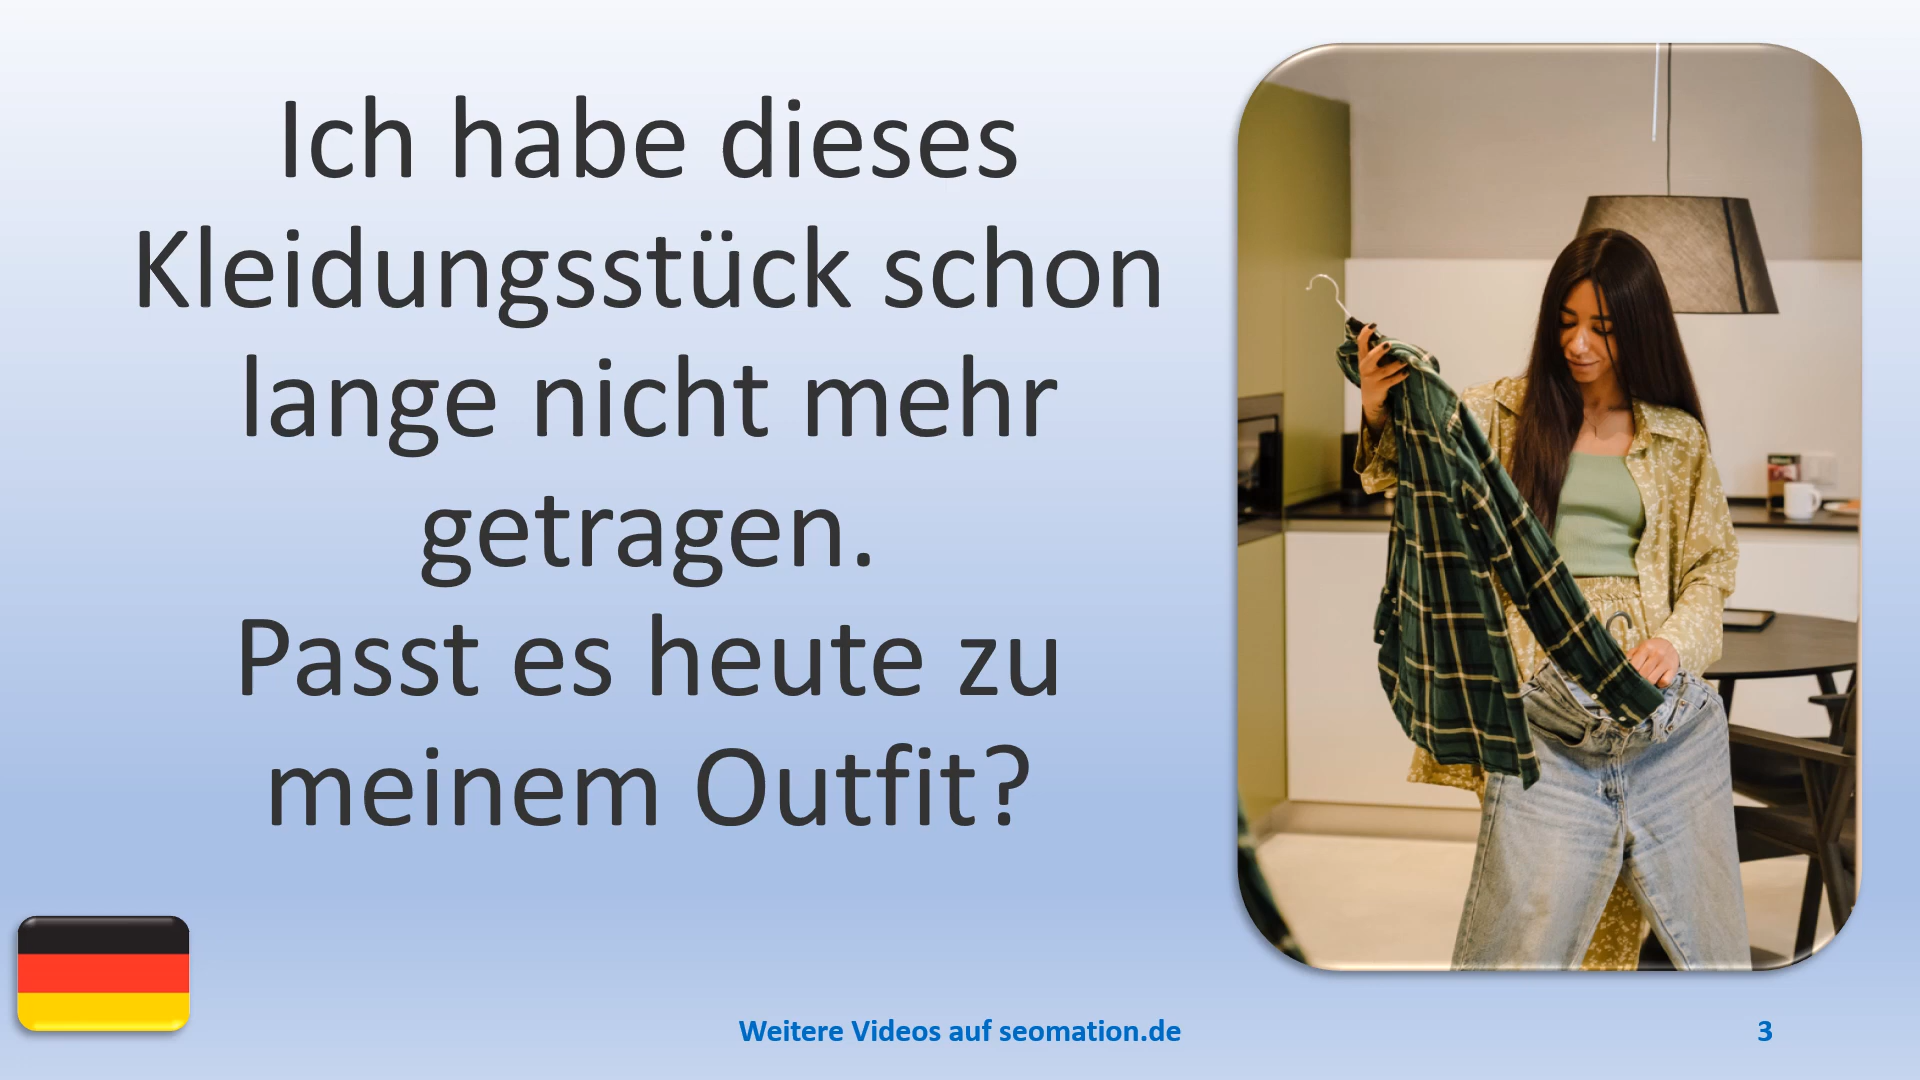 Ich habe dieses
Kleidungsstück schon
lange nicht mehr
getragen.
Passt es heute zu
meinem Outfit?
Weitere Videos auf seomation.de
3